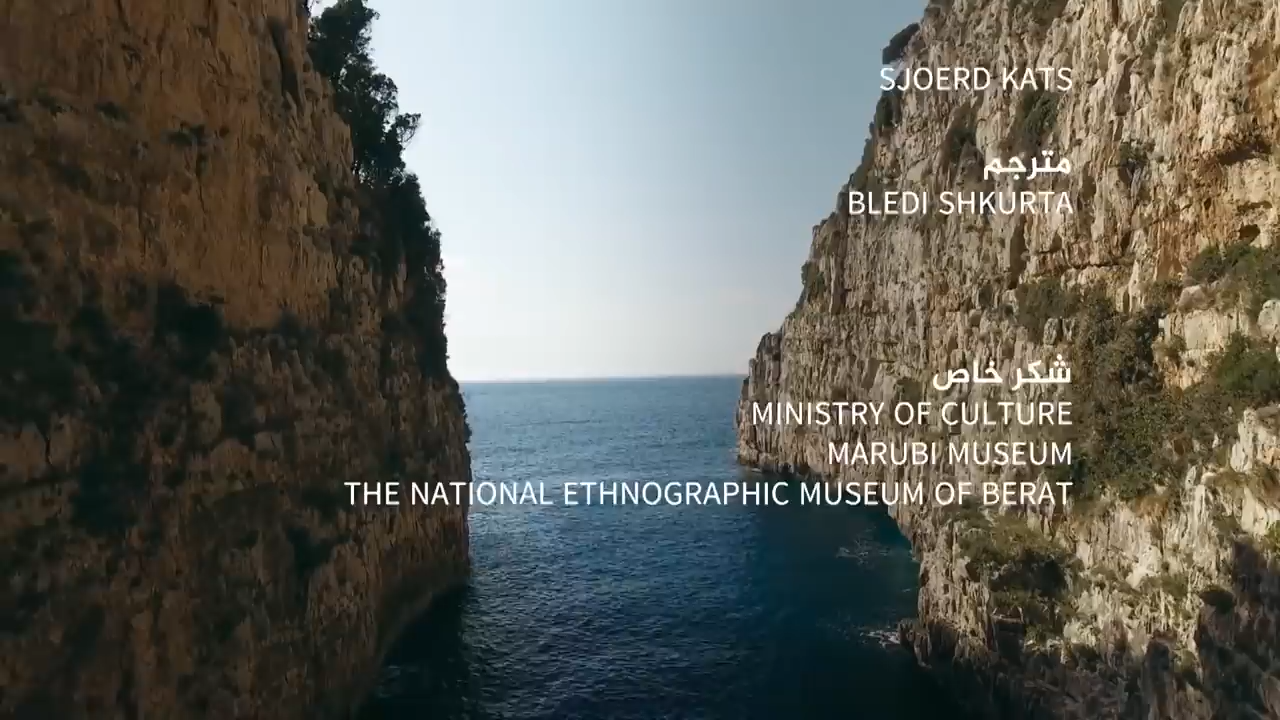 SJOERD KATS
مترجم
BLEDI SHKURTA
شكر خاص
MINISTRY OF CULTURE
MARUBI MUSEUM
THE NATIONAL ETHNOGRAPHIC MUSEUM OF BERAT